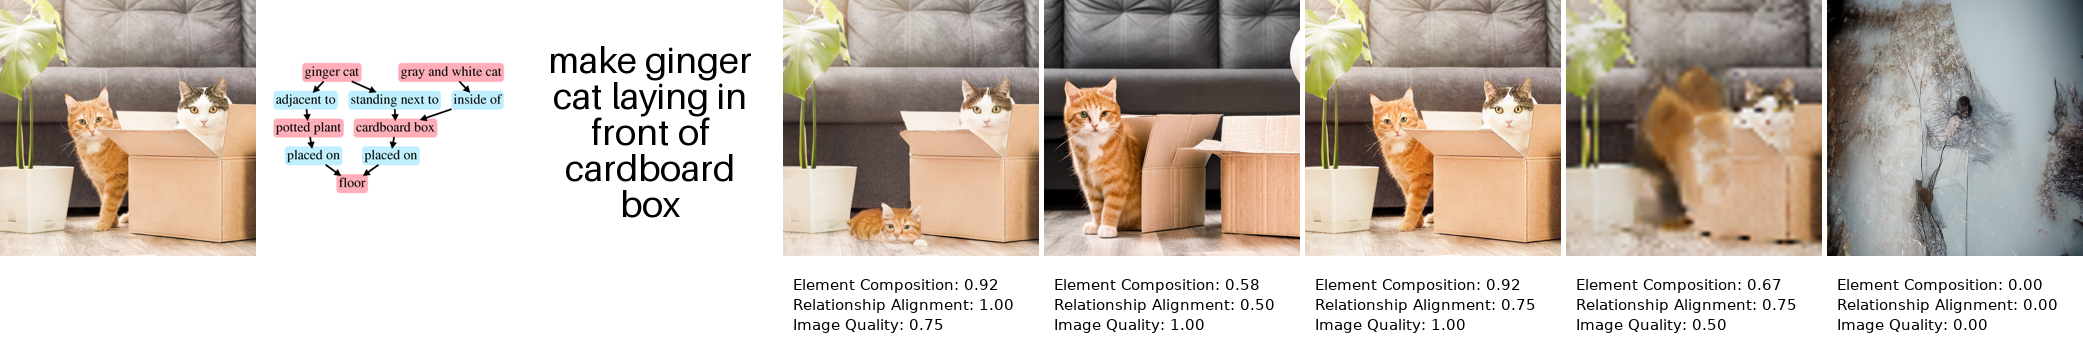 ginger cat
gray and white cat
adjacent to
standing next to
inside of
potted plant
cardboard box
placed on
placed on
floor
make ginger
cat laying in
front of
cardboard
box
Element Composition: 0.92
Relationship Alignment: 1.00
Image Quality: 0.75
Element Composition: 0.58
Relationship Alignment: 0.50
Image Quality: 1.00
Element Composition: 0.92
Relationship Alignment: 0.75
Image Quality: 1.00
Element Composition: 0.67
Relationship Alignment: 0.75
Image Quality: 0.50
Element Composition: 0.00
Relationship Alignment: 0.00
Image Quality: 0.00